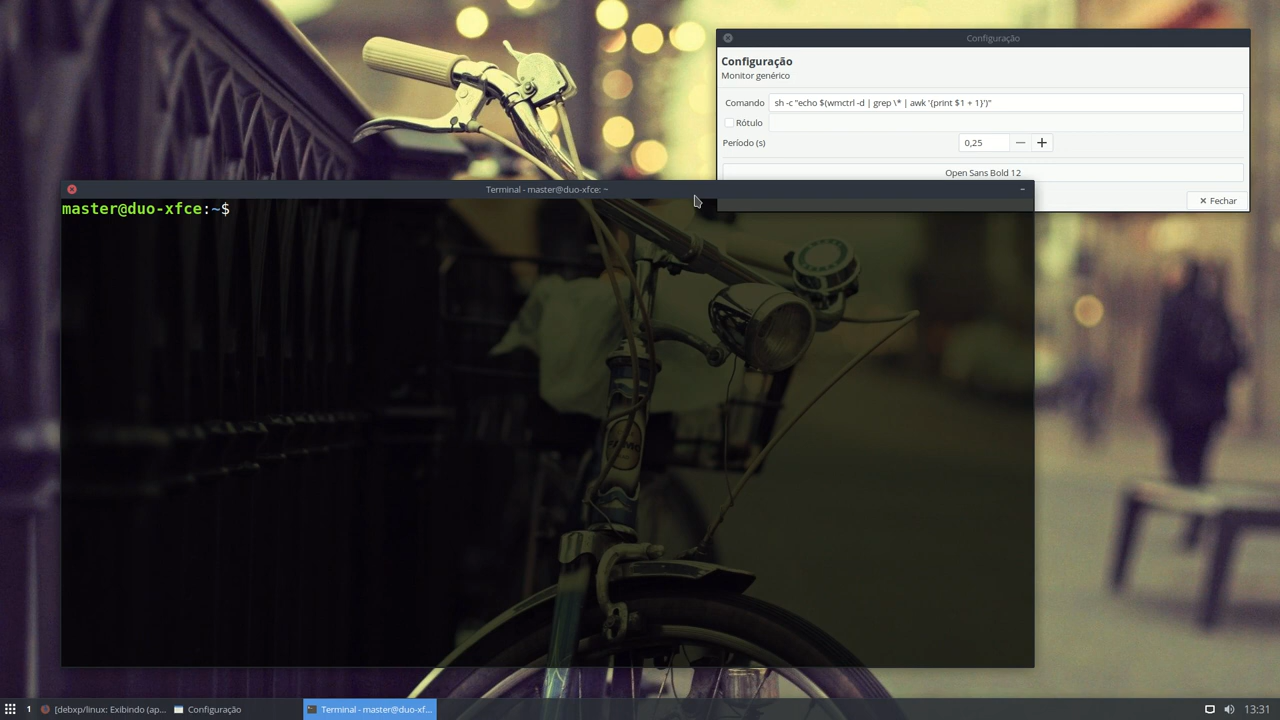 Configuração
Configuração
Monitor genérico
Comando sh -c "echo $(wmctrl -d | grep \* | awk '{print $1 + 1}')"
Rótulo
Período (s) 0,25
Open Sans Bold 12
Fechar
Terminal - master@duo-xfce: ~
master@duo-xfce:~$
1 [debxp/linux: Exibindo (ap... Configuração Terminal - master@duo-xf... 13:31